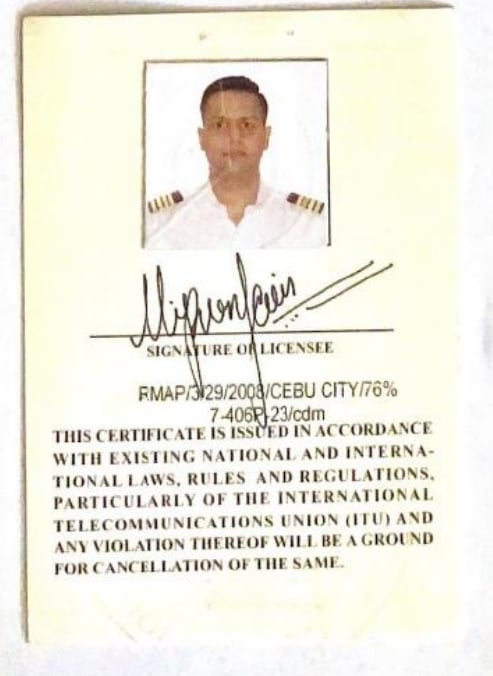 SIGNATURE OF LICENSEE
RMAP/3/29/2008/CEBU CITY/76%
7-406P-23/cdm
THIS CERTIFICATE IS ISSUED IN ACCORDANCE
WITH EXISTING NATIONAL AND INTERNA-
TIONAL LAWS, RULES AND REGULATIONS,
PARTICULARLY OF THE INTERNATIONAL
TELECOMMUNICATIONS UNION (ITU) AND
ANY VIOLATION THEREOF WILL BE A GROUND
FOR CANCELLATION OF THE SAME.